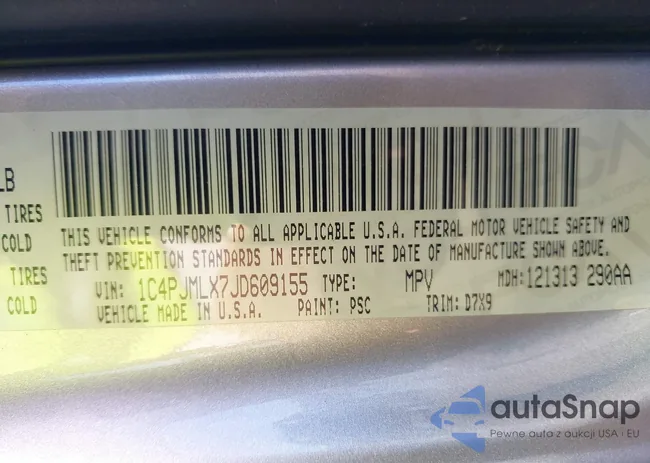 LB
TIRES
COLD
TIRES
COLD
THIS VEHICLE CONFORMS TO ALL APPLICABLE U.S.A. FEDERAL MOTOR VEHICLE SAFETY AND
THEFT PREVENTION STANDARDS IN EFFECT ON THE DATE OF MANUFACTURE SHOWN ABOVE.
VIN: 1C4PJMLX7JD609155 TYPE: MPV MDH: 121313 290AA
VEHICLE MADE IN U.S.A. PAINT: PSC TRIM: D7X9
autaSnap
Pewne auta z aukcji USA i EU